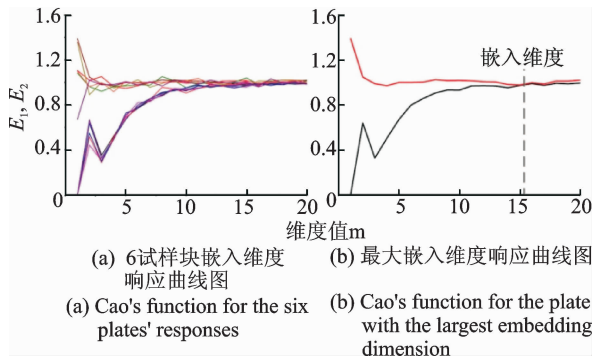 1.6
1.2
0.8
0.4
0
E1, E2
5
10
15
20
1.6
1.2
0.8
0.4
0
嵌入维度
5
10
15
20
维度值m
(a) 6试样块嵌入维度
响应曲线图
(b) 最大嵌入维度响应曲线图
(a) Cao's function for the six
plates' responses
(b) Cao's function for the plate
with the largest embedding
dimension